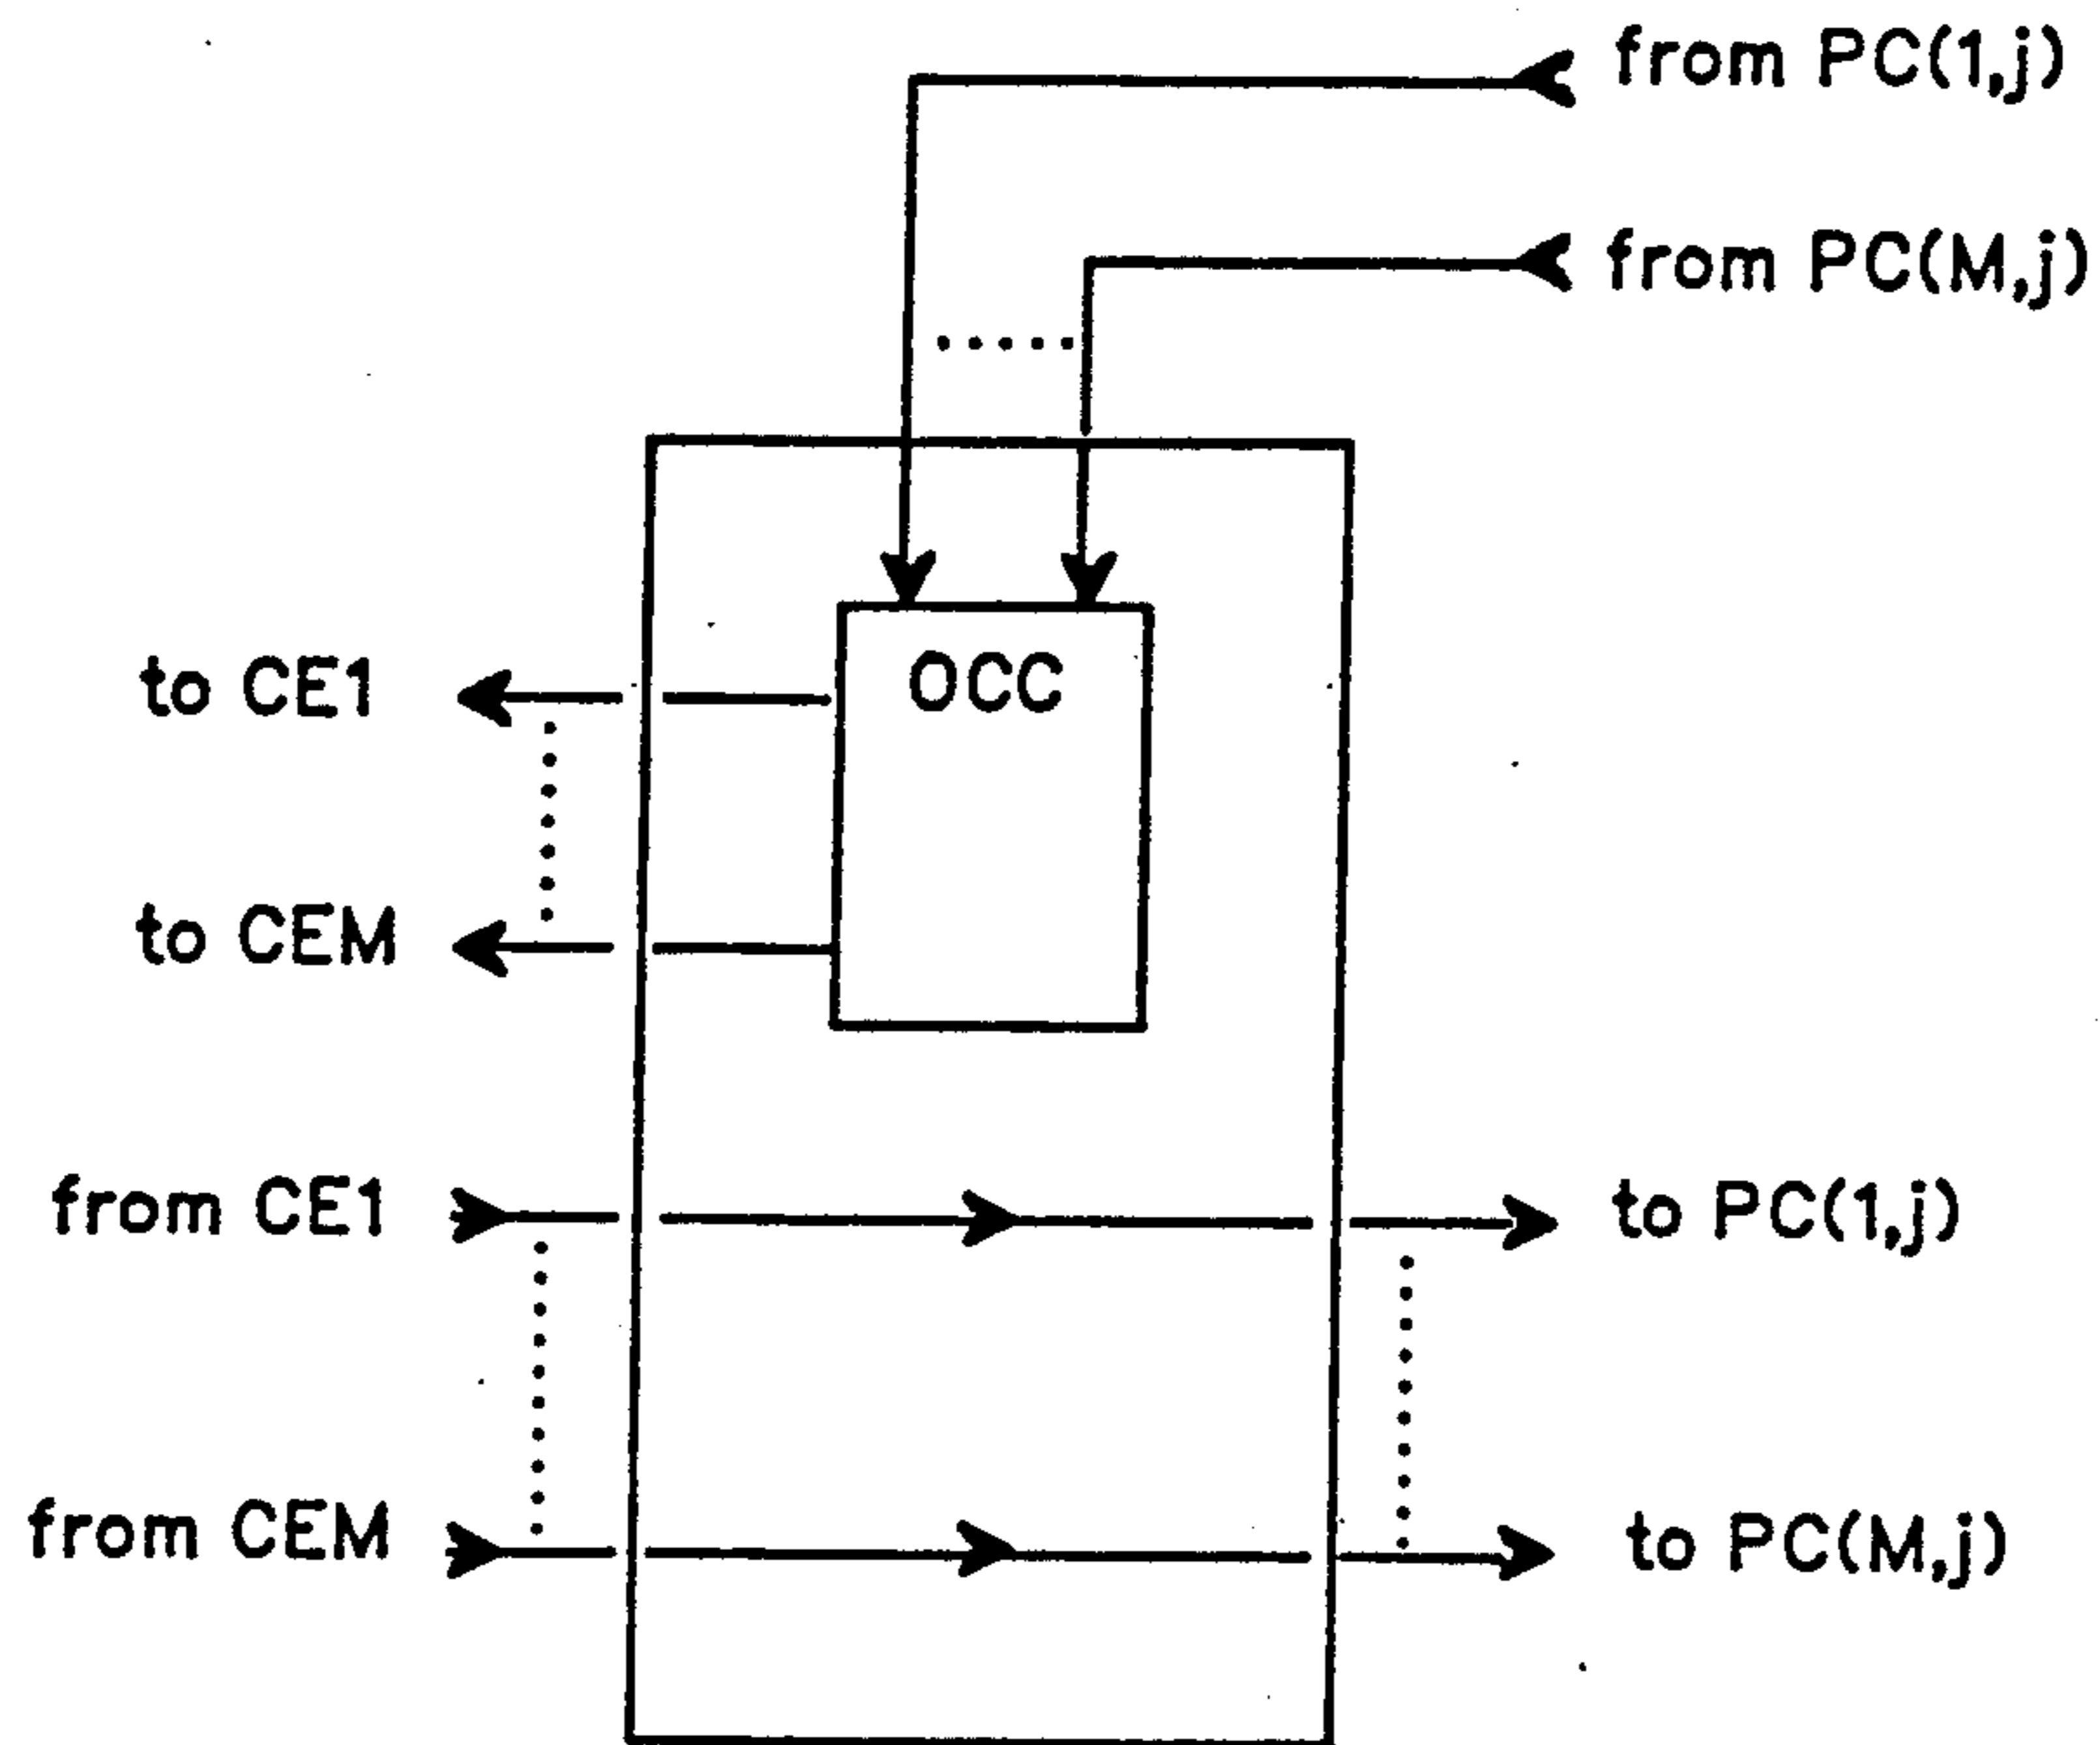 from PC(1,j)
from PC(M,j)
OCC
to CE1
to CEM
from CE1
to PC(1,j)
from CEM
to PC(M,j)